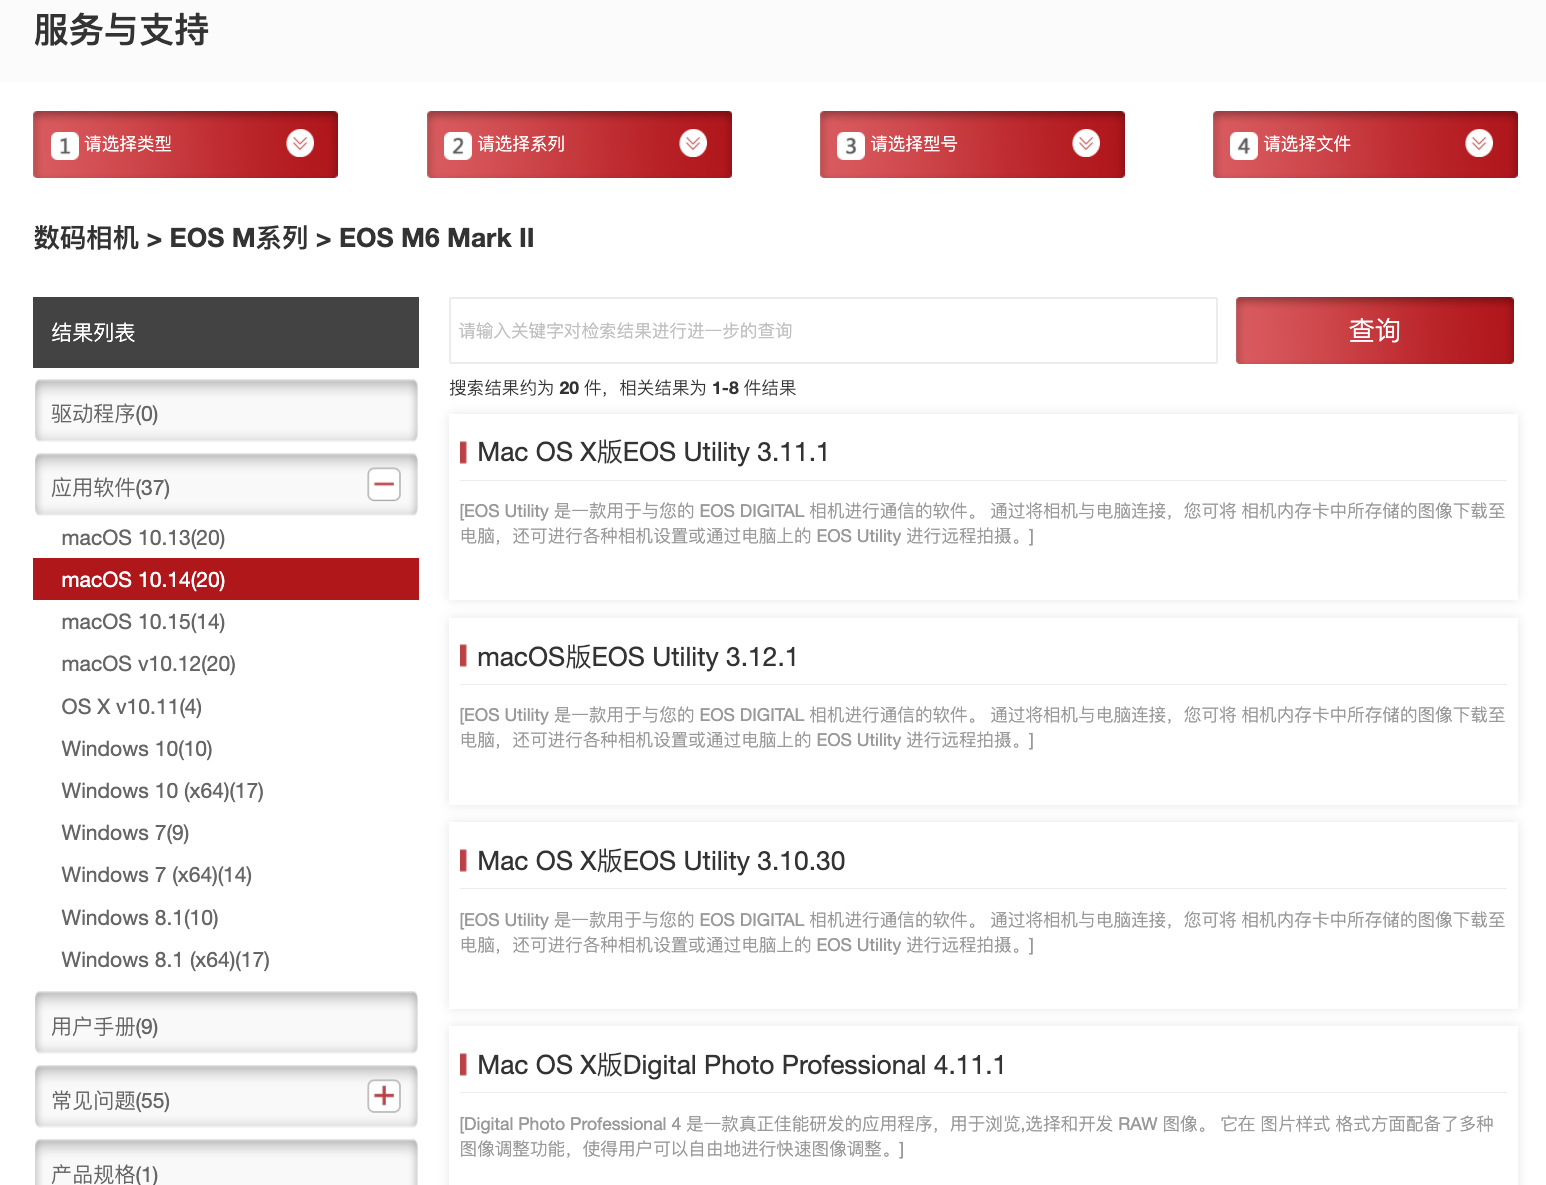 服务与支持
1 请选择类型
2 请选择系列
3 请选择型号
4 请选择文件
数码相机 > EOS M系列 > EOS M6 Mark II
结果列表
驱动程序(0)
应用软件(37)
macOS 10.13(20)
macOS 10.14(20)
macOS 10.15(14)
macOS v10.12(20)
OS X v10.11(4)
Windows 10(10)
Windows 10 (x64)(17)
Windows 7(9)
Windows 7 (x64)(14)
Windows 8.1(10)
Windows 8.1 (x64)(17)
用户手册(9)
常见问题(55)
产品规格(1)
请输入关键字对检索结果进行进一步的查询
查询
搜索结果约为 20 件，相关结果为 1-8 件结果
Mac OS X版EOS Utility 3.11.1
[EOS Utility 是一款用于与您的 EOS DIGITAL 相机进行通信的软件。 通过将相机与电脑连接，您可将 相机内存卡中所存储的图像下载至
电脑，还可进行各种相机设置或通过电脑上的 EOS Utility 进行远程拍摄。]
macOS版EOS Utility 3.12.1
[EOS Utility 是一款用于与您的 EOS DIGITAL 相机进行通信的软件。 通过将相机与电脑连接，您可将 相机内存卡中所存储的图像下载至
电脑，还可进行各种相机设置或通过电脑上的 EOS Utility 进行远程拍摄。]
Mac OS X版EOS Utility 3.10.30
[EOS Utility 是一款用于与您的 EOS DIGITAL 相机进行通信的软件。 通过将相机与电脑连接，您可将 相机内存卡中所存储的图像下载至
电脑，还可进行各种相机设置或通过电脑上的 EOS Utility 进行远程拍摄。]
Mac OS X版Digital Photo Professional 4.11.1
[Digital Photo Professional 4 是一款真正佳能研发的应用程序，用于浏览,选择和开发 RAW 图像。 它在 图片样式 格式方面配备了多种
图像调整功能，使得用户可以自由地进行快速图像调整。]